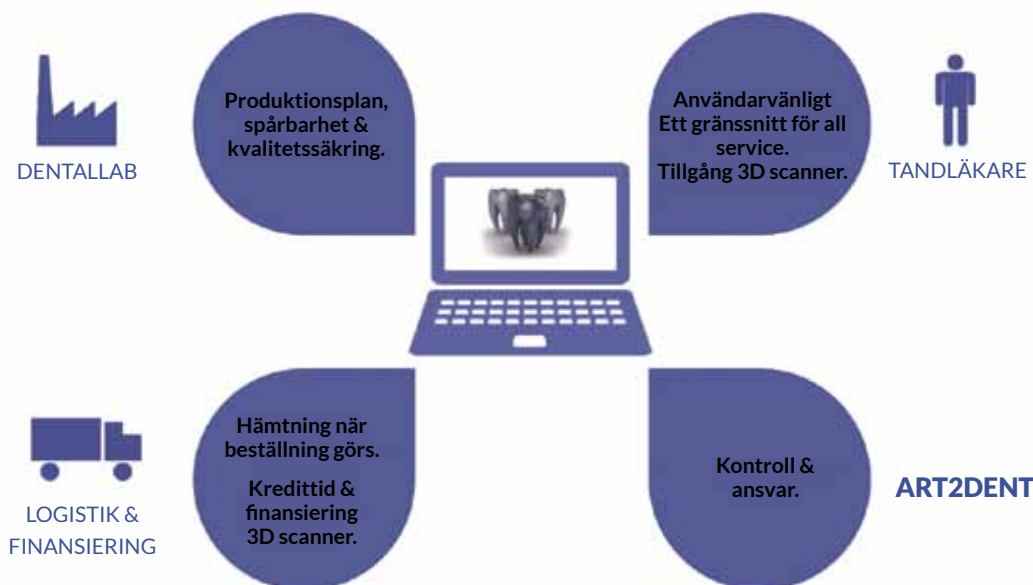 DENTALLAB
Produktionsplan,
spårbarhet &
kvalitetssäkring.
Användarvänligt
Ett gränssnitt för all
service.
Tillgång 3D scanner.
TANDLÄKARE
LOGISTIK &
FINANSIERING
Hämtning när
beställning görs.
Kredittid &
finansiering
3D scanner.
Kontroll &
ansvar.
ART2DENT